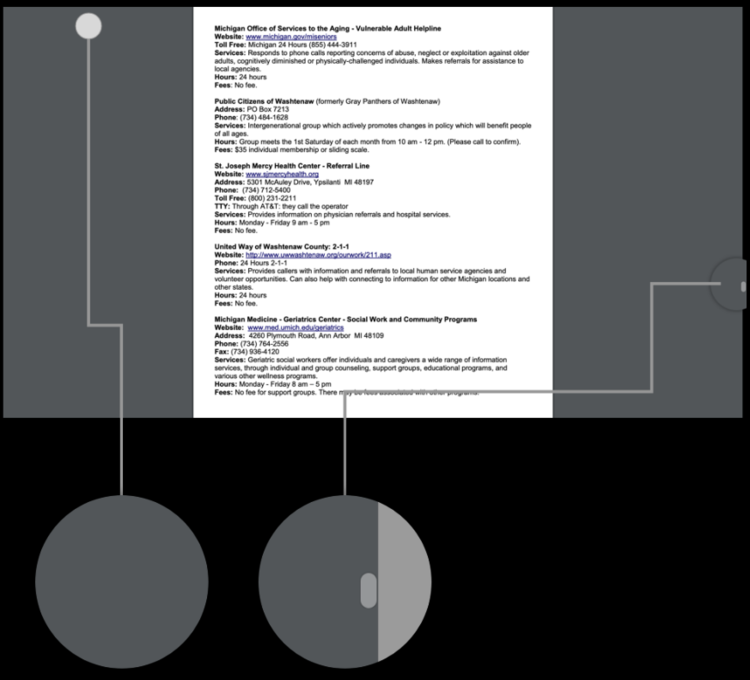 Michigan Office of Services to the Aging - Vulnerable Adult Helpline
Website: www.michigan.gov/miseniors
Toll Free: Michigan 24 Hours (855) 444-3911
Services: Responds to phone calls reporting concerns of abuse, neglect or exploitation against older
adults, cognitively diminished or physically-challenged individuals. Makes referrals for assistance to
local agencies.
Hours: 24 hours
Fees: No fee.
Public Citizens of Washtenaw (formerly Gray Panthers of Washtenaw)
Address: PO Box 7213
Phone: (734) 484-1628
Services: Intergenerational group which actively promotes changes in policy which will benefit people
of all ages.
Hours: Group meets the 1st Saturday of each month from 10 am - 12 pm. (Please call to confirm).
Fees: $35 individual membership or sliding scale.
St. Joseph Mercy Health Center - Referral Line
Website: www.sjmercyhealth.org
Address: 5301 McAuley Drive, Ypsilanti MI 48197
Phone: (734) 712-5400
Toll Free: (800) 231-2211
TTY: Through AT&T: they call the operator
Services: Provides information on physician referrals and hospital services.
Hours: Monday - Friday 9 am - 5 pm
Fees: No fee.
United Way of Washtenaw County: 2-1-1
Website: http://www.uwwashtenaw.org/ourwork/211.asp
Phone: 24 Hours 2-1-1
Services: Provides callers with information and referrals to local human service agencies and
volunteer opportunities. Can also help with connecting to information for other Michigan locations and
other states.
Hours: 24 hours
Fees: No fee.
Michigan Medicine - Geriatrics Center - Social Work and Community Programs
Website: www.med.umich.edu/geriatrics
Address: 4260 Plymouth Road, Ann Arbor MI 48109
Phone: (734) 764-2556
Fax: (734) 936-4120
Services: Geriatric social workers offer individuals and caregivers a wide range of information
services, through individual and group counseling, support groups, educational programs, and
various other wellness programs.
Hours: Monday - Friday 8 am – 5 pm
Fees: No fee for support groups. There may be fees associated with other programs.